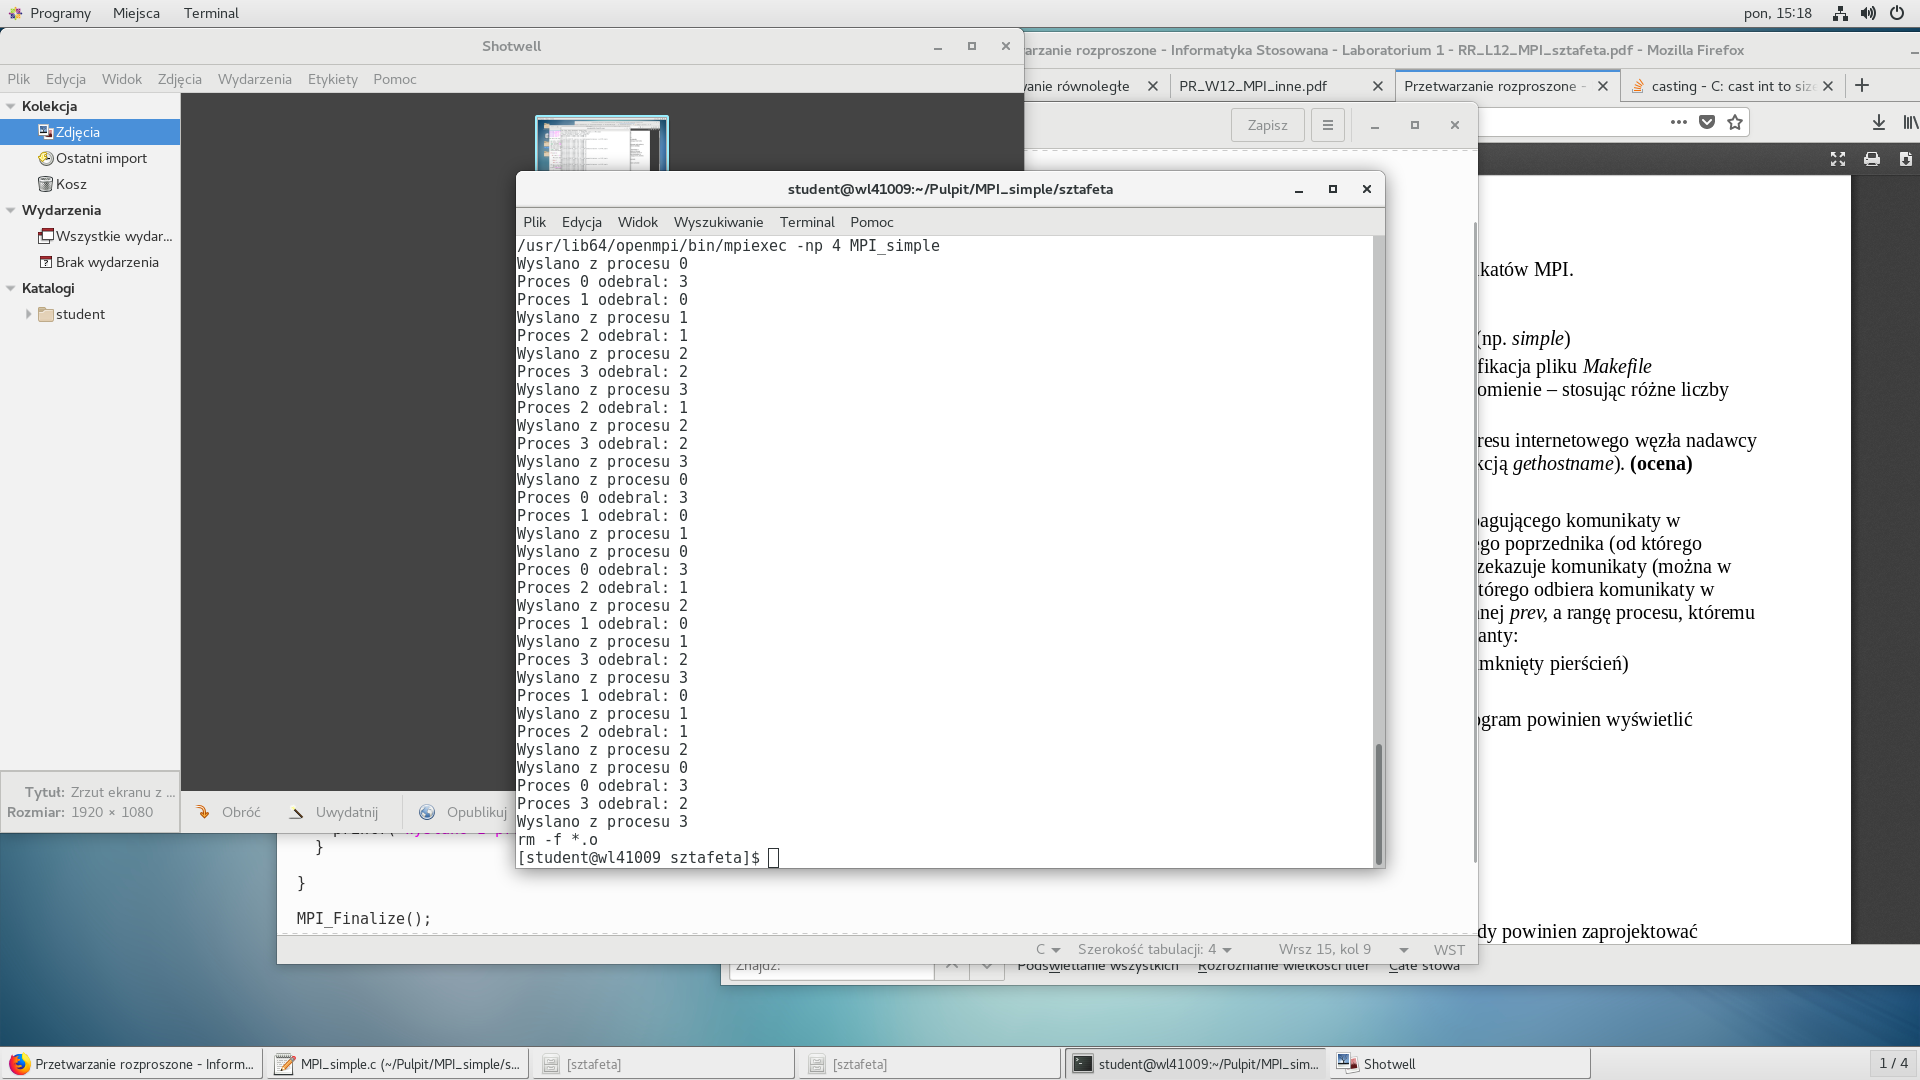 Programy Miejsca Terminal pon, 15:18
Shotwell
Plik Edycja Widok Zdjęcia Wydarzenia Etykiety Pomoc
Kolekcja
Zdjęcia
Ostatni import
Kosz
Wydarzenia
Wszystkie wydar...
Brak wydarzenia
Katalogi
student
Tytuł: Zrzut ekranu z ...
Rozmiar: 1920 × 1080
Obróć Uwydatnij Opublikuj
rozproszone - Informatyka Stosowana - Laboratorium 1 - RR_L12_MPI_sztafeta.pdf - Mozilla Firefox
równoległe PR_W12_MPI_inne.pdf Przetwarzanie rozproszone - casting - C: cast int to size
Zapisz
student@wl41009:~/Pulpit/MPI_simple/sztafeta
Plik Edycja Widok Wyszukiwanie Terminal Pomoc
/usr/lib64/openmpi/bin/mpiexec -np 4 MPI_simple
Wyslano z procesu 0
Proces 0 odebral: 3
Proces 1 odebral: 0
Wyslano z procesu 1
Proces 2 odebral: 1
Wyslano z procesu 2
Proces 3 odebral: 2
Wyslano z procesu 3
Proces 2 odebral: 1
Wyslano z procesu 2
Proces 3 odebral: 2
Wyslano z procesu 3
Wyslano z procesu 0
Proces 0 odebral: 3
Proces 1 odebral: 0
Wyslano z procesu 1
Wyslano z procesu 0
Proces 0 odebral: 3
Proces 2 odebral: 1
Wyslano z procesu 2
Proces 1 odebral: 0
Wyslano z procesu 1
Proces 3 odebral: 2
Wyslano z procesu 3
Proces 1 odebral: 0
Wyslano z procesu 1
Proces 2 odebral: 1
Wyslano z procesu 2
Wyslano z procesu 0
Proces 0 odebral: 3
Proces 3 odebral: 2
Wyslano z procesu 3
rm -f *.o
[student@wl41009 sztafeta]$
katów MPI.
(np. simple)
fikacja pliku Makefile
omienie – stosując różne liczby
resu internetowego węzła nadawcy
kcją gethostname). (ocena)
pagującego komunikaty w
ego poprzednika (od którego
zekazuje komunikaty (można w
tórego odbiera komunikaty w
nej prev, a rangę procesu, któremu
anty:
mknięty pierścień)
ogram powinien wyświetlić
dy powinien zaprojektować
}
}
MPI_Finalize();
C Szerokość tabulacji: 4 Wrsz 15, kol 9 WST
Znajdź: Podświetlanie wszystkich Rozróżnianie wielkości liter Całe słowa
Przetwarzanie rozproszone - Inform... MPI_simple.c (~/Pulpit/MPI_simple/s... [sztafeta] [sztafeta] student@wl41009:~/Pulpit/MPI_sim... Shotwell 1 / 4